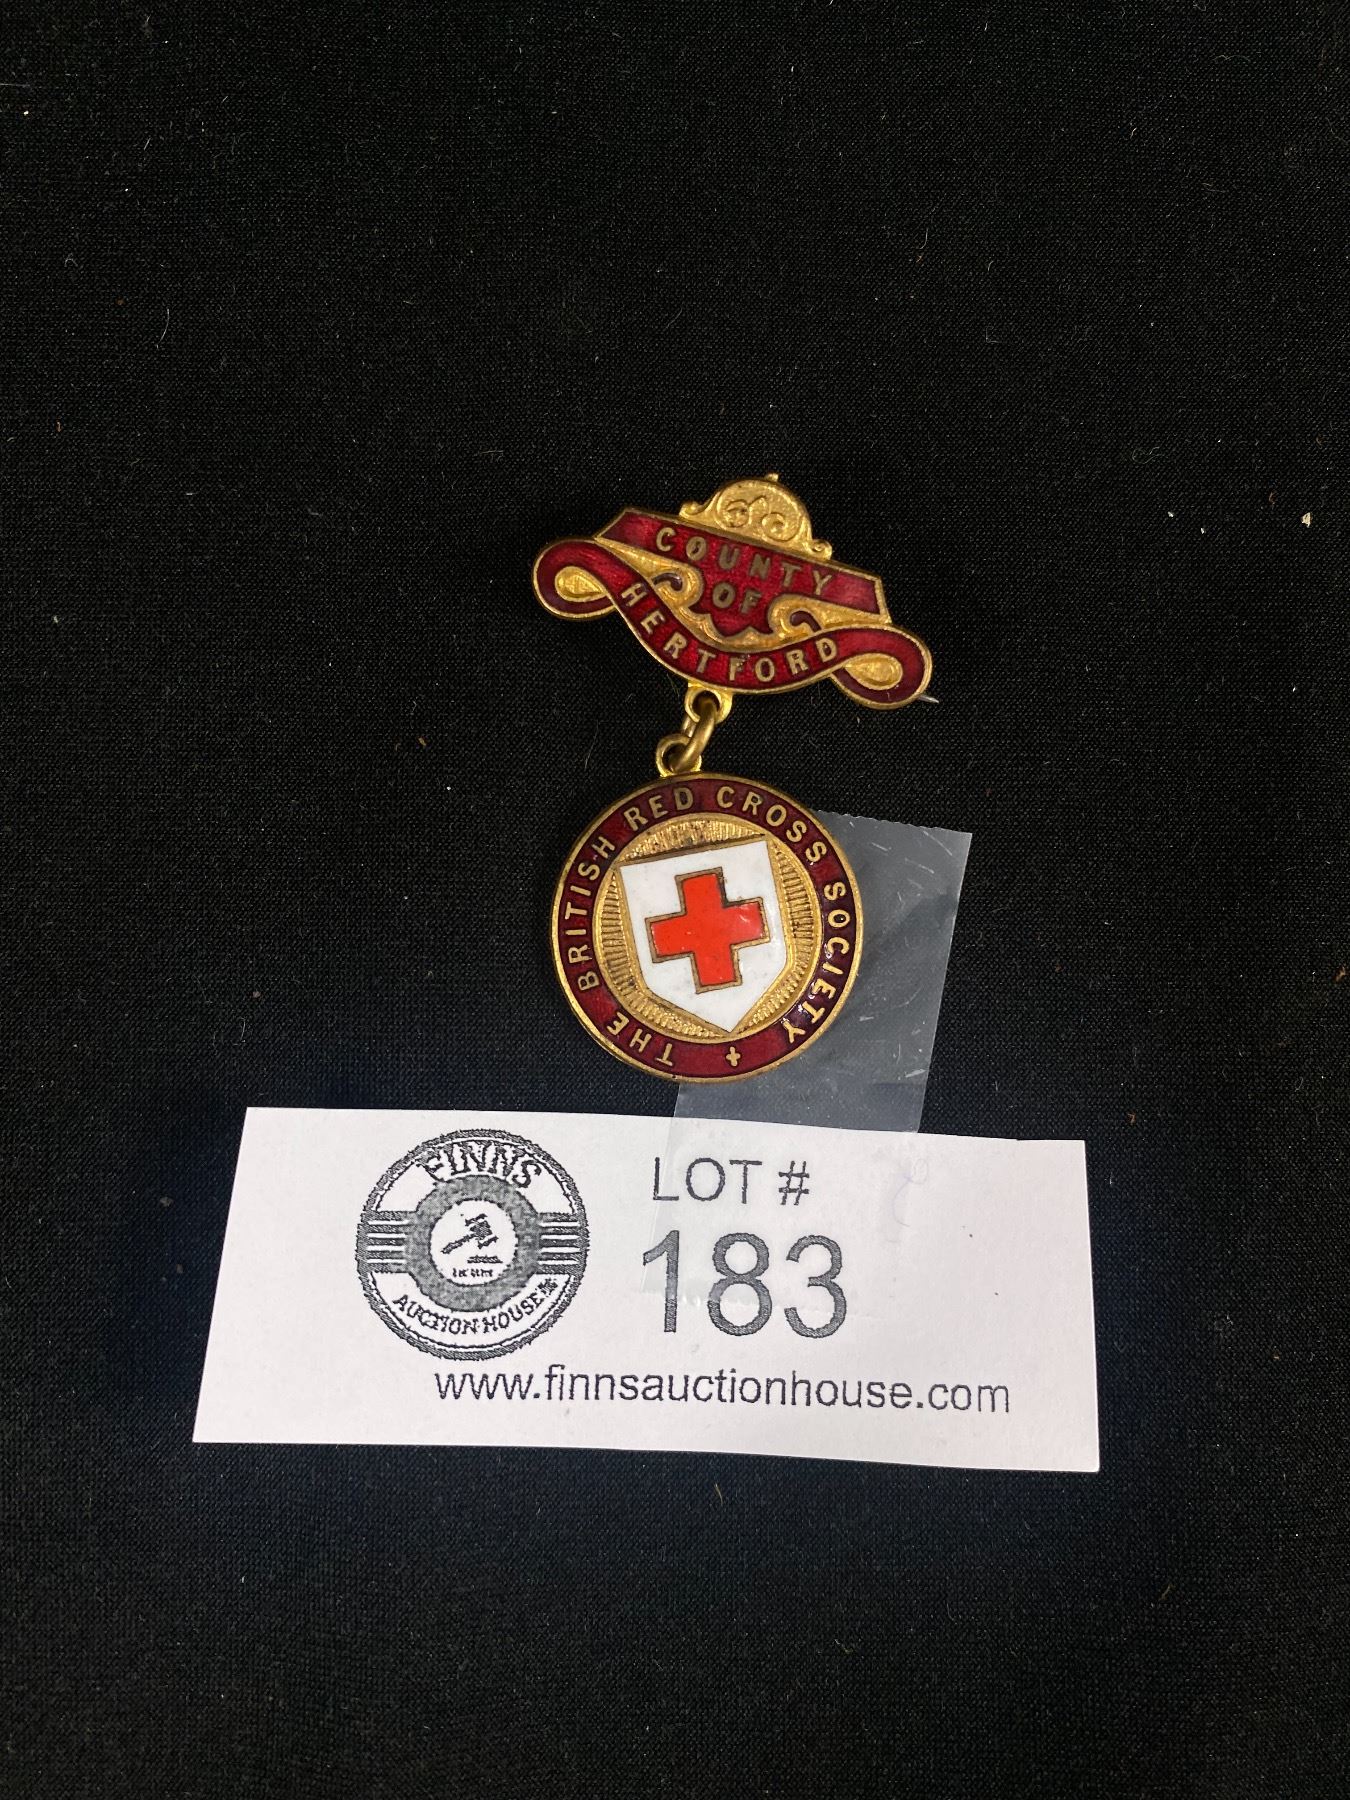 COUNTY
OF
HERTFORD
THE BRITISH RED CROSS SOCIETY
FINNS
AUCTION HOUSE
LOT #
183
www.finnsauctionhouse.com